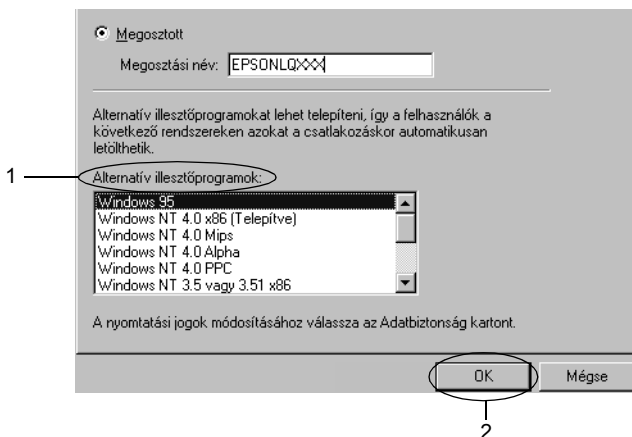 Megosztott
Megosztási név: EPSONLQXXX
Alternatív illesztőprogramokat lehet telepíteni, így a felhasználók a
következő rendszereken azokat a csatlakozáskor automatikusan
letölthetik.
1
Alternatív illesztőprogramok:
Windows 95
Windows NT 4.0 x86 (Telepítve)
Windows NT 4.0 Mips
Windows NT 4.0 Alpha
Windows NT 4.0 PPC
Windows NT 3.5 vagy 3.51 x86
A nyomtatási jogok módosításához válassza az Adatbiztonság kartont.
OK Mégse
2